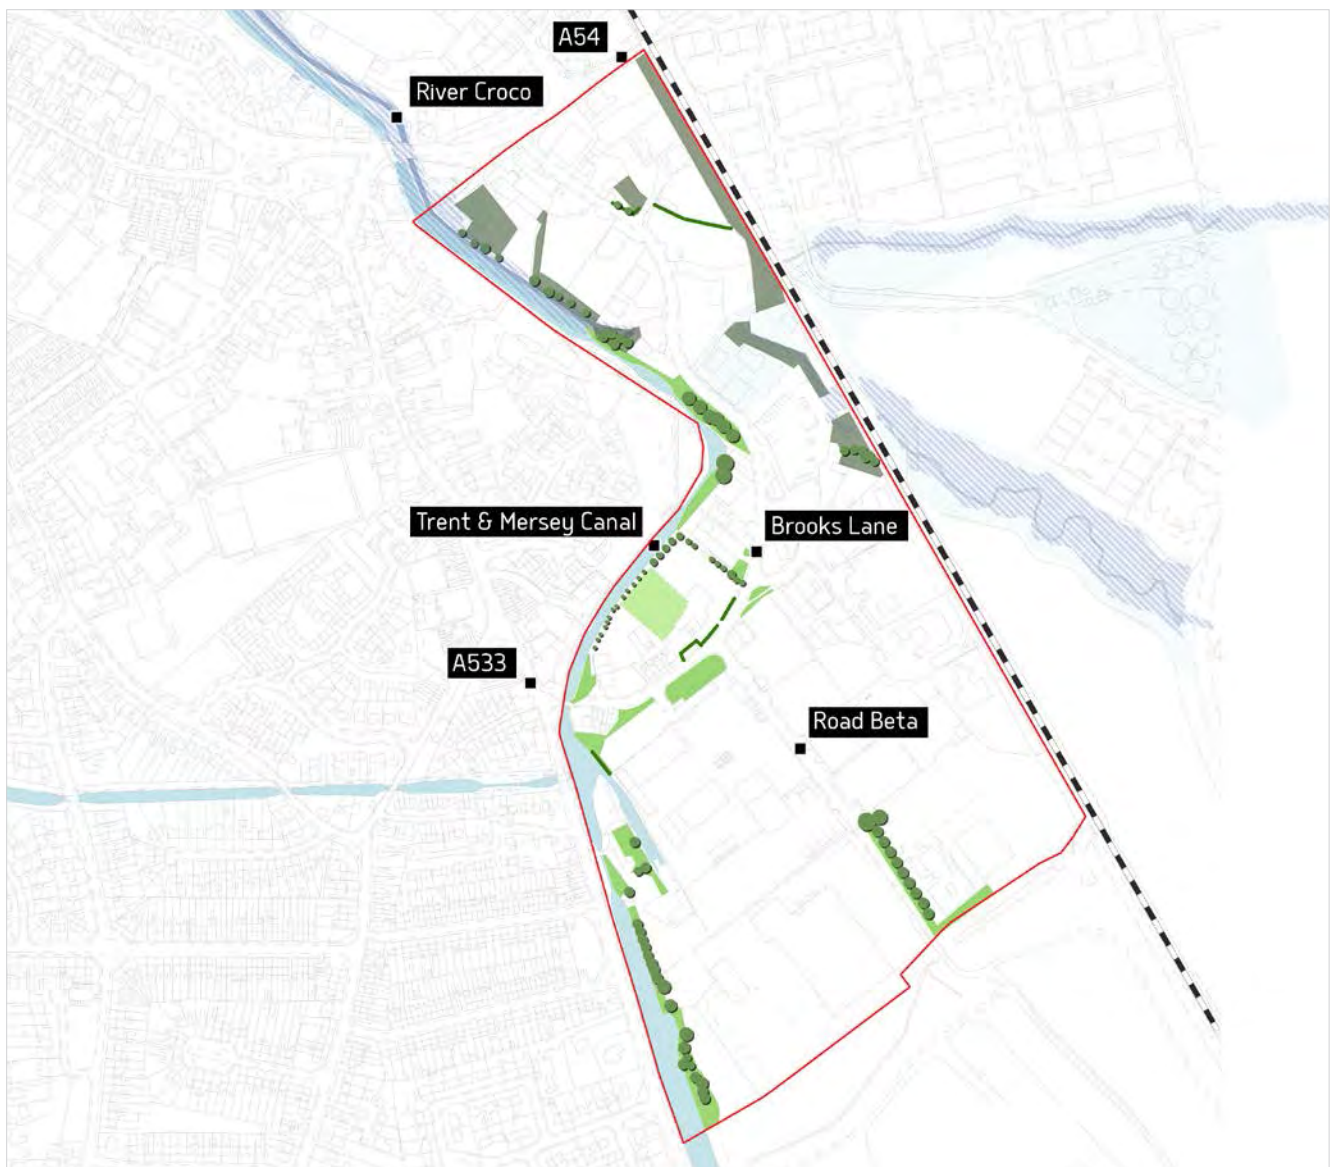 A54
River Croco
Trent & Mersey Canal
Brooks Lane
A533
Road Beta